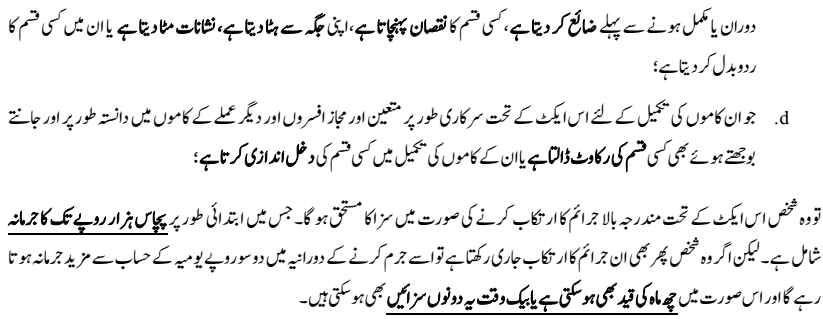 دوران یا مکمل ہونے سے پہلے ضائع کر دیتا ہے، کسی قسم کا نقصان پہنچاتا ہے، اپنی جگہ سے ہٹا دیتا ہے، نشانات مٹا دیتا ہے یا ان میں کسی قسم کا
ردوبدل کر دیتا ہے؛
d. جو ان کاموں کی تکمیل کے لئے اس ایکٹ کے تحت سرکاری طور پر متعین اور مجاز افسروں اور دیگر عملے کے کاموں میں دانستہ طور پر اور جانتے
بوجھتے ہوئے بھی کسی قسم کی رکاوٹ ڈالتا ہے یا ان کے کاموں کی تکمیل میں کسی قسم کی دخل اندازی کرتا ہے؛
تو وہ شخص اس ایکٹ کے تحت مندرجہ بالا جرائم کا ارتکاب کرنے کی صورت میں سزا کا مستحق ہو گا۔ جس میں ابتدائی طور پر پچاس ہزار روپے تک کا جرمانہ
شامل ہے۔ لیکن اگر وہ شخص پھر بھی ان جرائم کا ارتکاب جاری رکھتا ہے تو اسے جرم کرنے کے دورانیہ میں دو سو روپے یومیہ کے حساب سے مزید جرمانہ ہوتا
رہے گا اور اس صورت میں چھ ماہ کی قید بھی ہو سکتی ہے یا بیک وقت یہ دونوں سزائیں بھی ہو سکتی ہیں۔